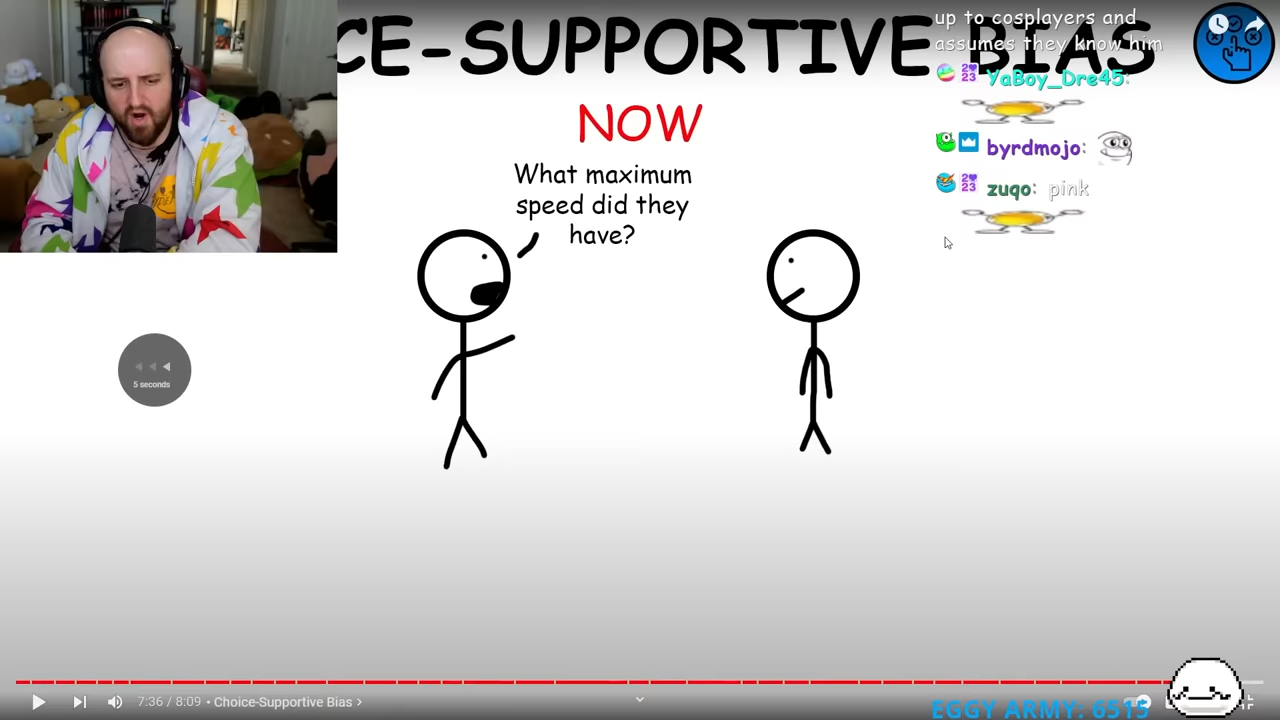 CE-SUPPORTIVE BIAS
up to cosplayers and
assumes they know him
YaBoy_Dre45:
NOW
What maximum
speed did they
have?
byrdmojo:
zuqo: pink
5 seconds
7:36 / 8:09 • Choice-Supportive Bias
EGGY ARMY: 6515